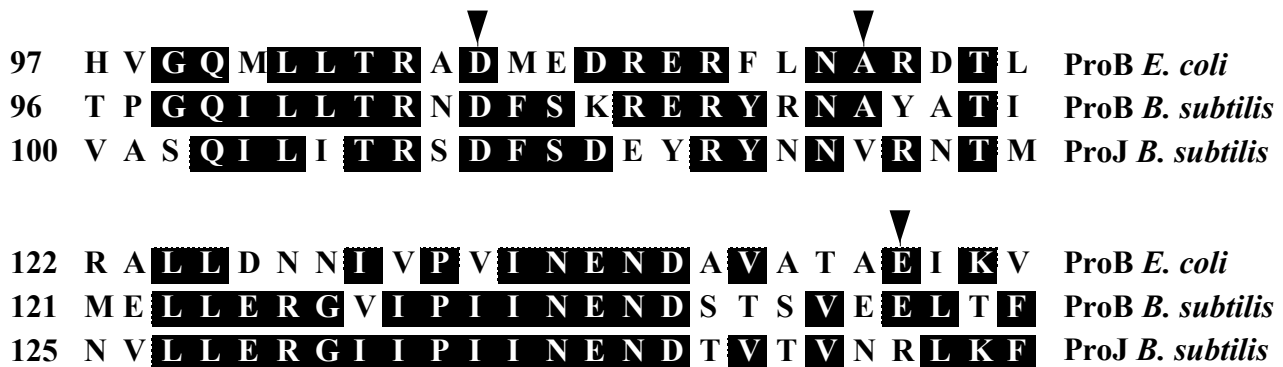 97 H V G Q M L L T R A D M E D R E R F L N A R D T L ProB E. coli
96 T P G Q I L L T R N D F S K R E R Y R N A Y A T I ProB B. subtilis
100 V A S Q I L I T R S D F S D E Y R Y N N V R N T M ProJ B. subtilis
122 R A L L D N N I V P V I N E N D A V A T A E I K V ProB E. coli
121 M E L L E R G V I P I I N E N D S T S V E E L T F ProB B. subtilis
125 N V L L E R G I I P I I N E N D T V T V N R L K F ProJ B. subtilis